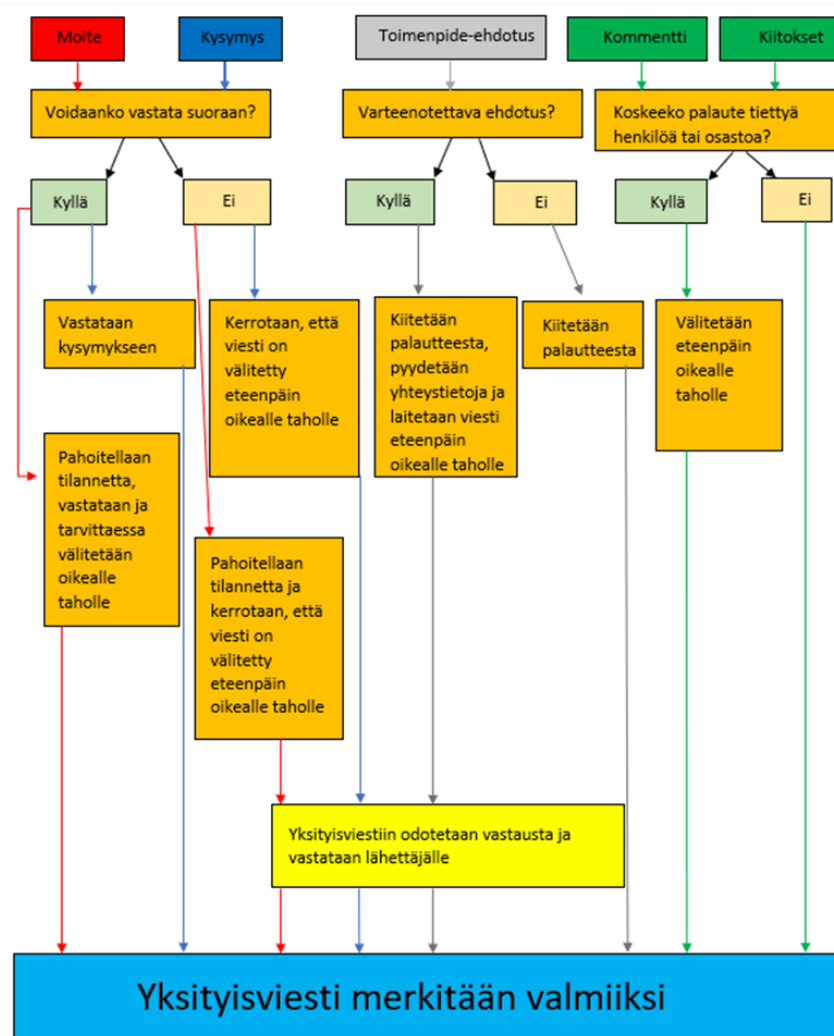 Moite
Kysymys
Toimenpide-ehdotus
Kommentti
Kiitokset
Voidaanko vastata suoraan?
Varteenotettava ehdotus?
Koskeeko palaute tiettyä
henkilöä tai osastoa?
Kyllä
Ei
Kyllä
Ei
Kyllä
Ei
Vastataan
kysymykseen
Kerrotaan, että
viesti on
välitetty
eteenpäin
oikealle taholle
Kiitetään
palautteesta,
pyydetään
yhteystietoja ja
laitetaan viesti
eteenpäin
oikealle taholle
Kiitetään
palautteesta
Välitetään
eteenpäin
oikealle
taholle
Pahoitellaan
tilannetta,
vastataan ja
tarvittaessa
välitetään
oikealle
taholle
Pahoitellaan
tilannetta ja
kerrotaan, että
viesti on
välitetty
eteenpäin
oikealle taholle
Yksityisviestiin odotetaan vastausta ja
vastataan lähettäjälle
Yksityisviesti merkitään valmiiksi